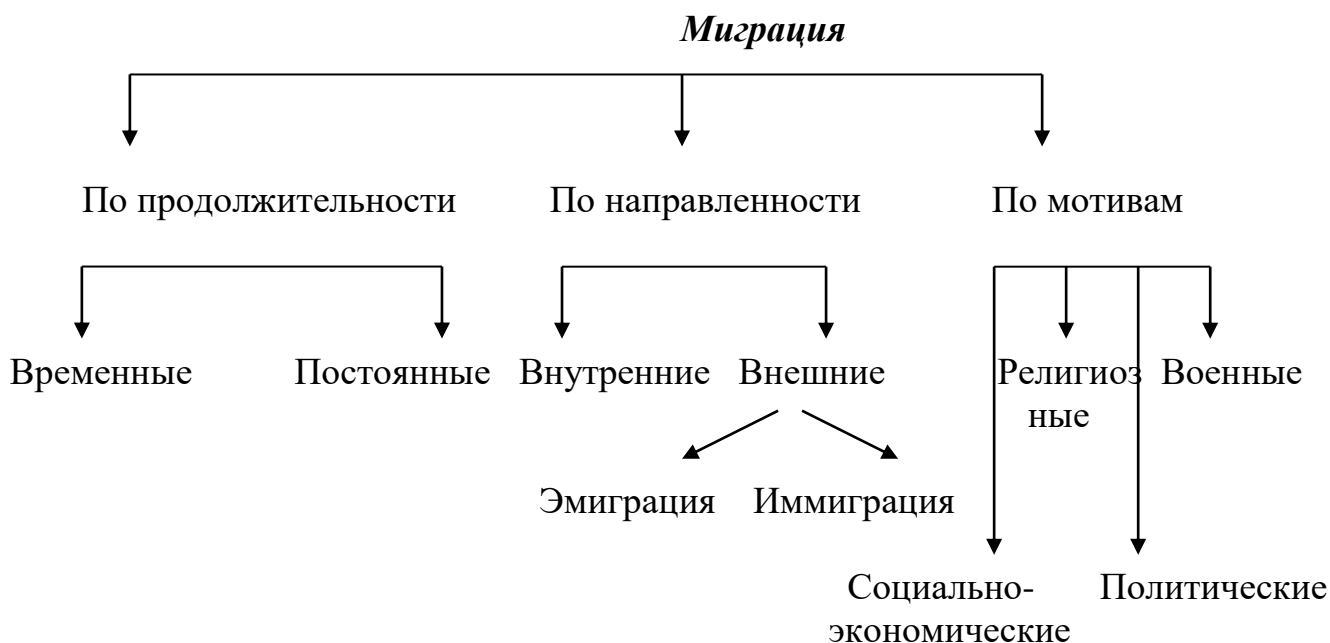 Миграция
По продолжительности По направленности По мотивам
Временные Постоянные Внутренние Внешние Религиоз Военные
ные
Эмиграция Иммиграция
Социально- Политические
экономические